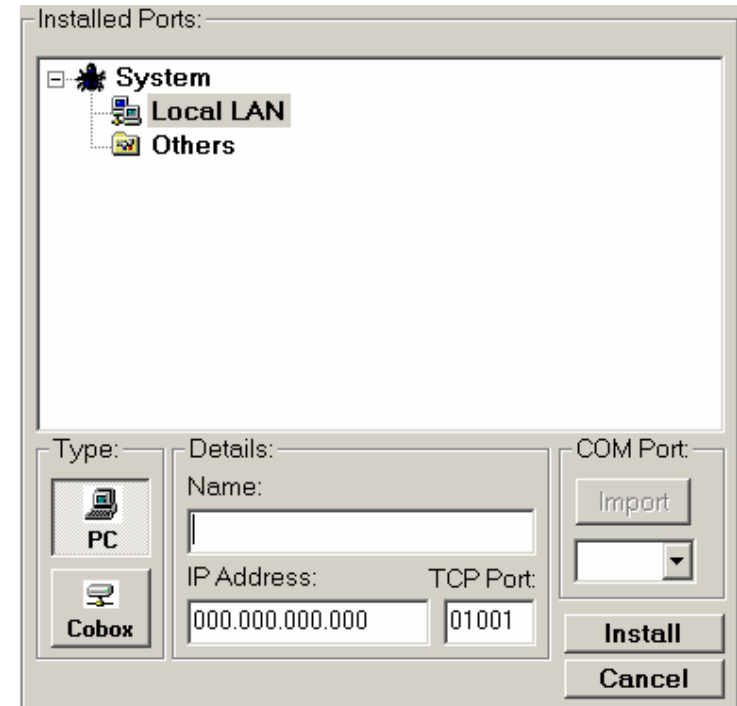 Installed Ports:
System
Local LAN
Others
Type:
PC
Cobox
Details:
Name:
IP Address:
TCP Port:
000.000.000.000
01001
COM Port:
Import
Install
Cancel